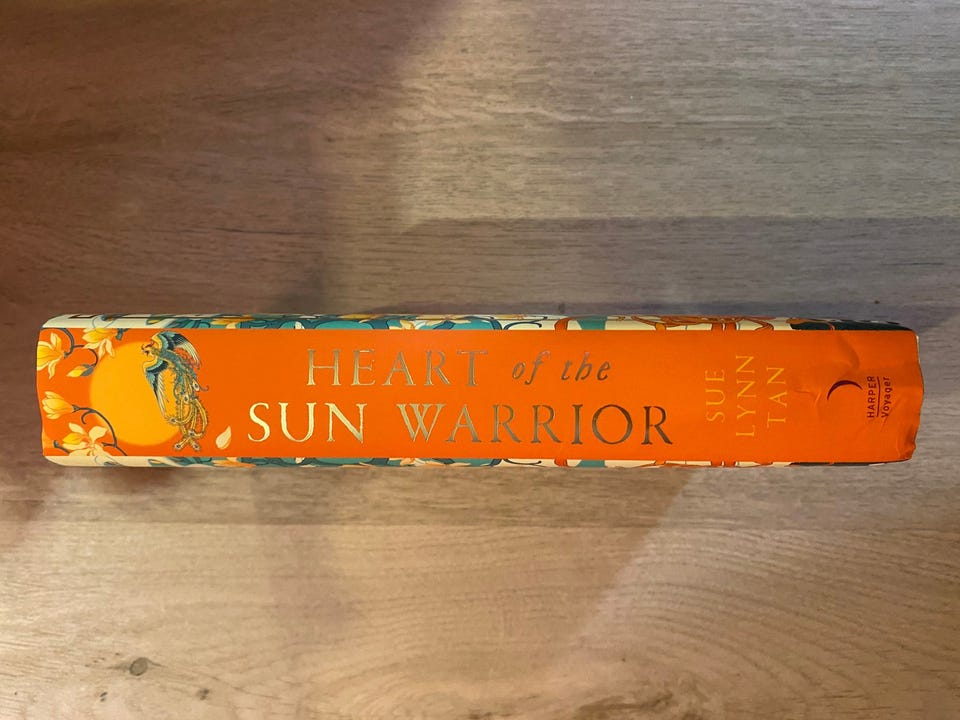 HEART of the
SUN WARRIOR
SUE
LYNN
TAN
HARPER
Voyager